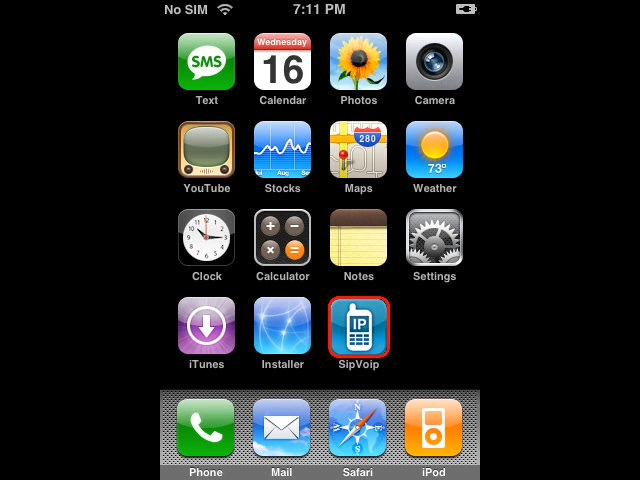 No SIM 7:11 PM
SMS
Wednesday
16
Text Calendar Photos Camera
280
73°
YouTube Stocks Maps Weather
Clock Calculator Notes Settings
IP
iTunes Installer SipVoip
Phone Mail Safari iPod